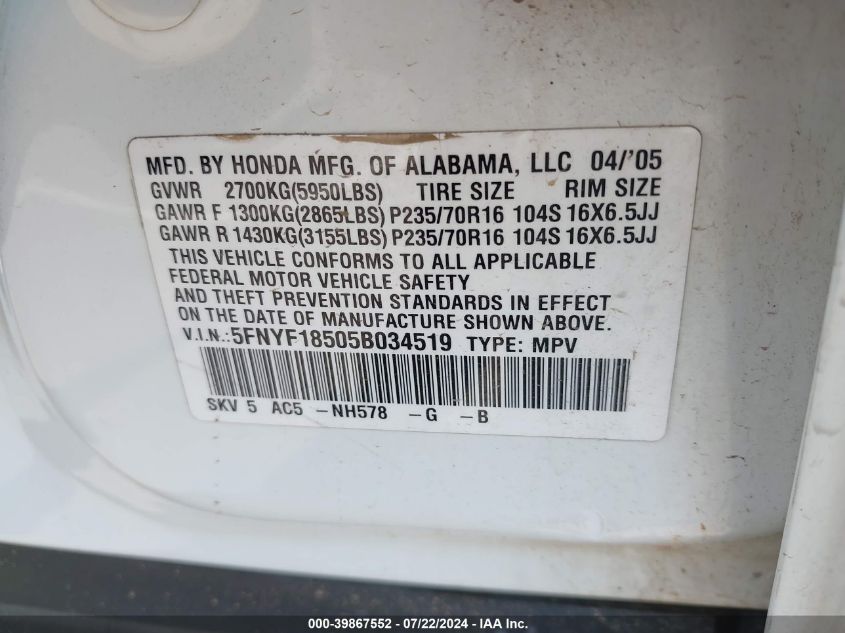 MFD. BY HONDA MFG. OF ALABAMA, LLC 04/'05
GVWR 2700KG(5950LBS) TIRE SIZE RIM SIZE
GAWR F 1300KG(2865LBS) P235/70R16 104S 16X6.5JJ
GAWR R 1430KG(3155LBS) P235/70R16 104S 16X6.5JJ
THIS VEHICLE CONFORMS TO ALL APPLICABLE
FEDERAL MOTOR VEHICLE SAFETY
AND THEFT PREVENTION STANDARDS IN EFFECT
ON THE DATE OF MANUFACTURE SHOWN ABOVE.
V.I.N.:5FNYF18505B034519 TYPE: MPV
SKV 5 AC5 -NH578 -G -B
000-39867552 / 07/22/2024 - IAA Inc.